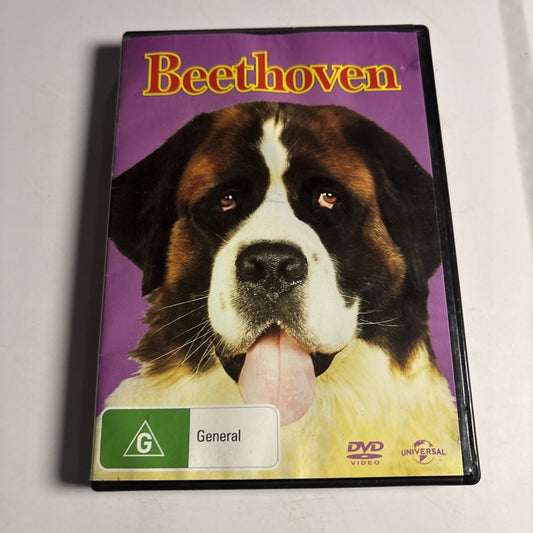 Beethoven
G General
DVD UNIVERSAL
VIDEO